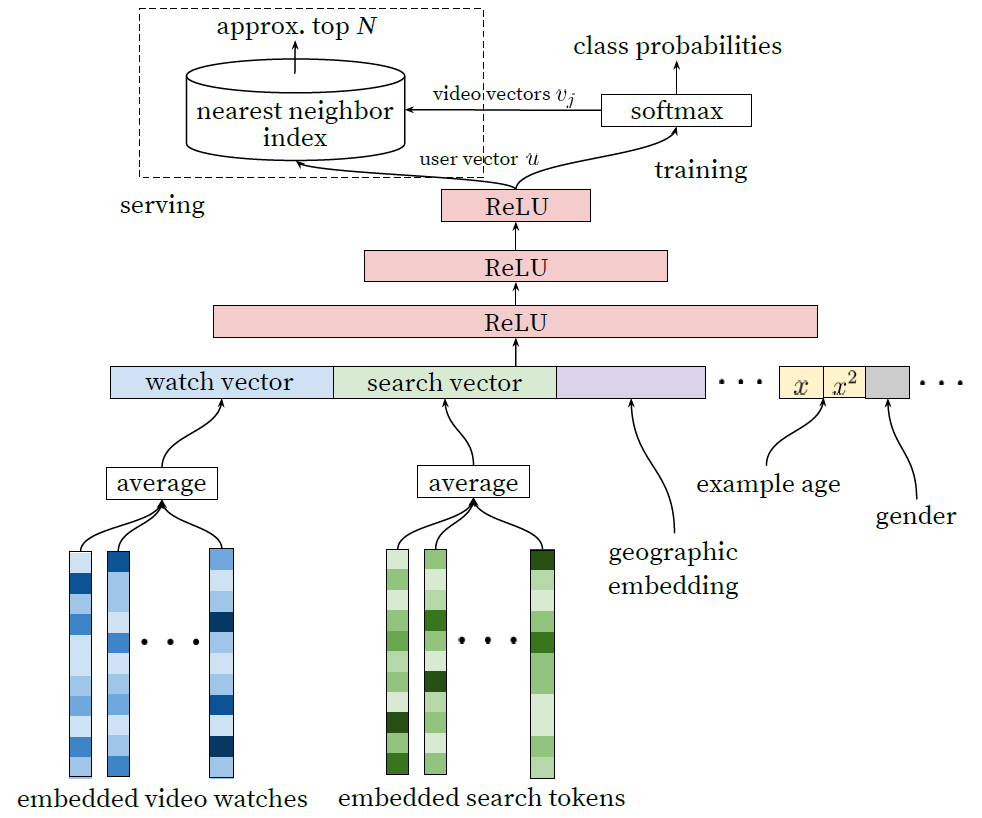 approx. top N
class probabilities
nearest neighbor
index
video vectors v_j
softmax
user vector u
training
serving
ReLU
ReLU
ReLU
watch vector
search vector
x
x²
average
average
example age
gender
geographic
embedding
embedded video watches
embedded search tokens